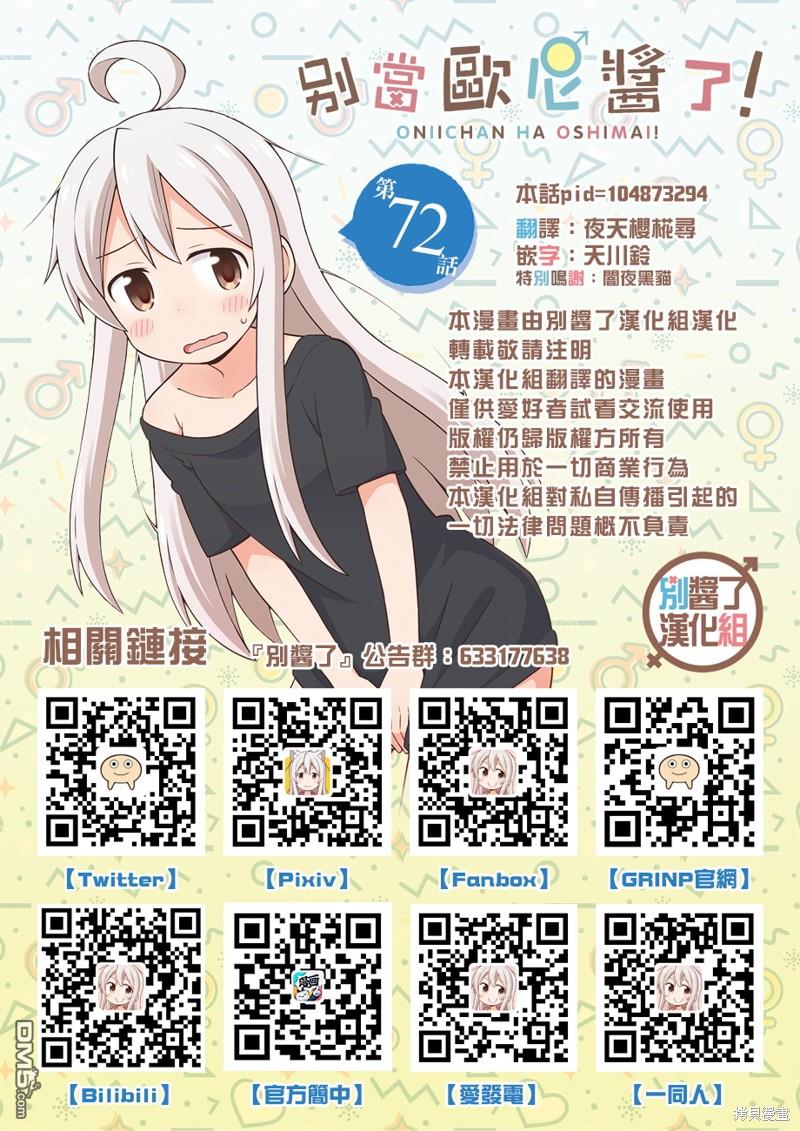 別當歐尼醬了!
ONIICHAN HA OSHIMAI!
第72話
本話pid=104873294
翻譯：夜天櫻椛尋
嵌字：天川鈴
特別鳴謝：闇夜黑貓
本漫畫由別醬了漢化組漢化
轉載敬請注明
本漢化組翻譯的漫畫
僅供愛好者試看交流使用
版權仍歸版權方所有
禁止用於一切商業行為
本漢化組對私自傳播引起的
一切法律問題概不負責
別醬了
漢化組
相關鏈接
『別醬了』公告群：633177638
【Twitter】
【Pixiv】
【Fanbox】
【GRINP官網】
漫画
【Bilibili】
【官方簡中】
【愛發電】
【一同人】
DM5.com
拷貝漫畫